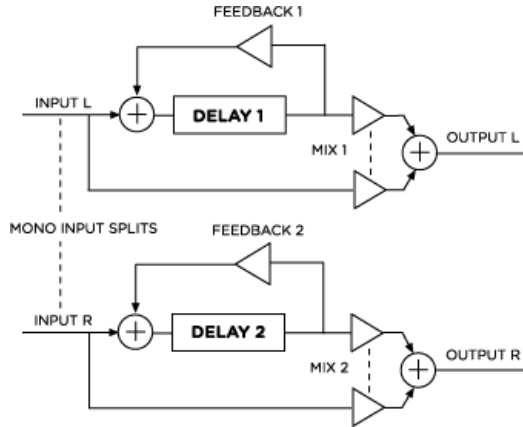 FEEDBACK 1
INPUT L
DELAY 1
MIX 1
OUTPUT L
MONO INPUT SPLITS
FEEDBACK 2
INPUT R
DELAY 2
MIX 2
OUTPUT R